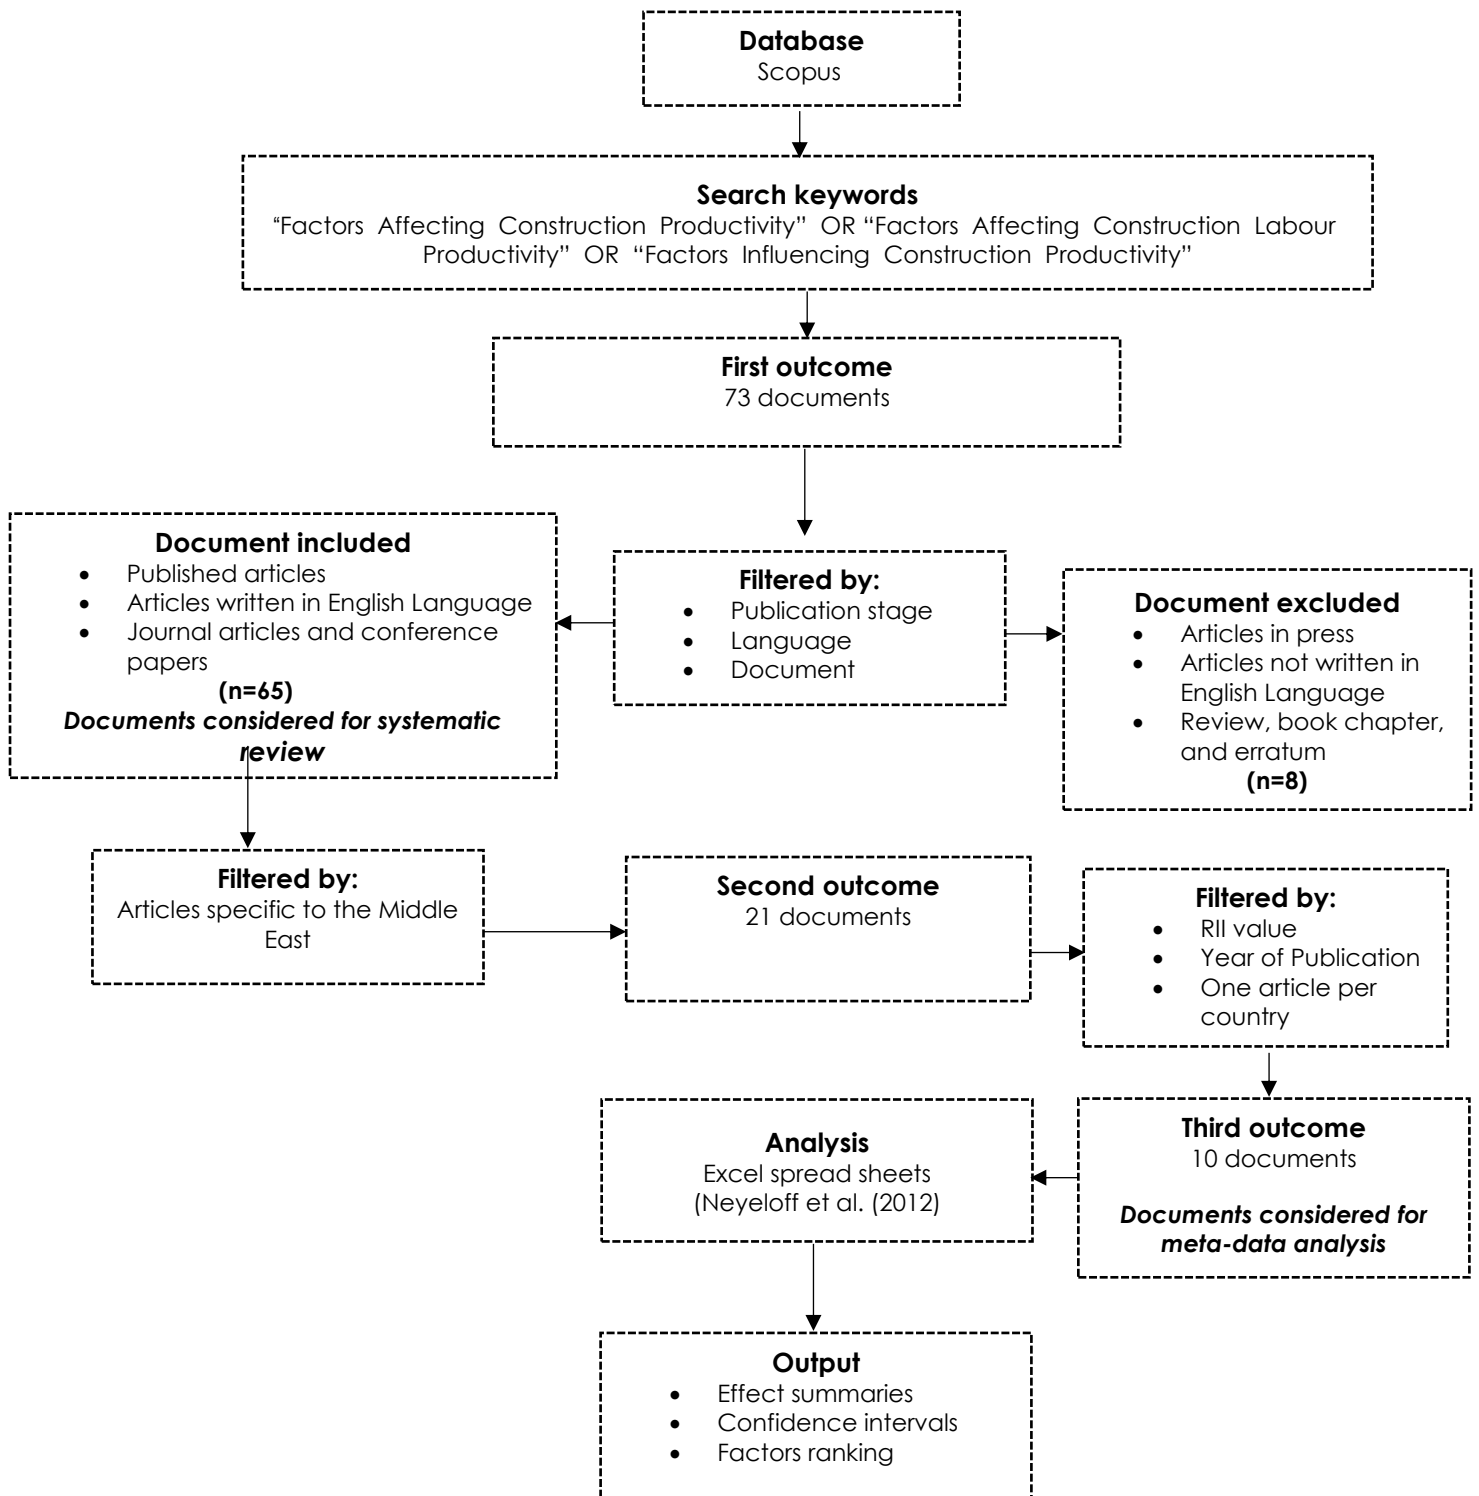 Database
Scopus
Search keywords
“Factors Affecting Construction Productivity” OR “Factors Affecting Construction Labour
Productivity” OR “Factors Influencing Construction Productivity”
First outcome
73 documents
Document included
• Published articles
• Articles written in English Language
• Journal articles and conference
papers
(n=65)
Documents considered for systematic
review
Filtered by:
• Publication stage
• Language
• Document
Document excluded
• Articles in press
• Articles not written in
English Language
• Review, book chapter,
and erratum
(n=8)
Filtered by:
Articles specific to the Middle
East
Second outcome
21 documents
Filtered by:
• RII value
• Year of Publication
• One article per
country
Third outcome
10 documents
Documents considered for
meta-data analysis
Analysis
Excel spread sheets
(Neyeloff et al. (2012)
Output
• Effect summaries
• Confidence intervals
• Factors ranking